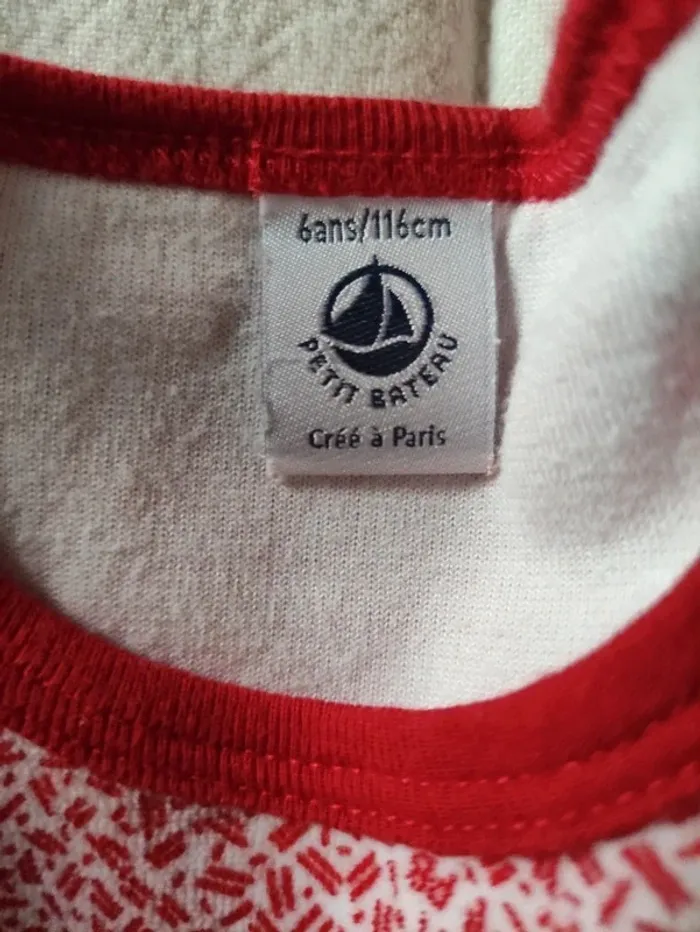 6ans/116cm
PETIT BATEAU
Créé à Paris